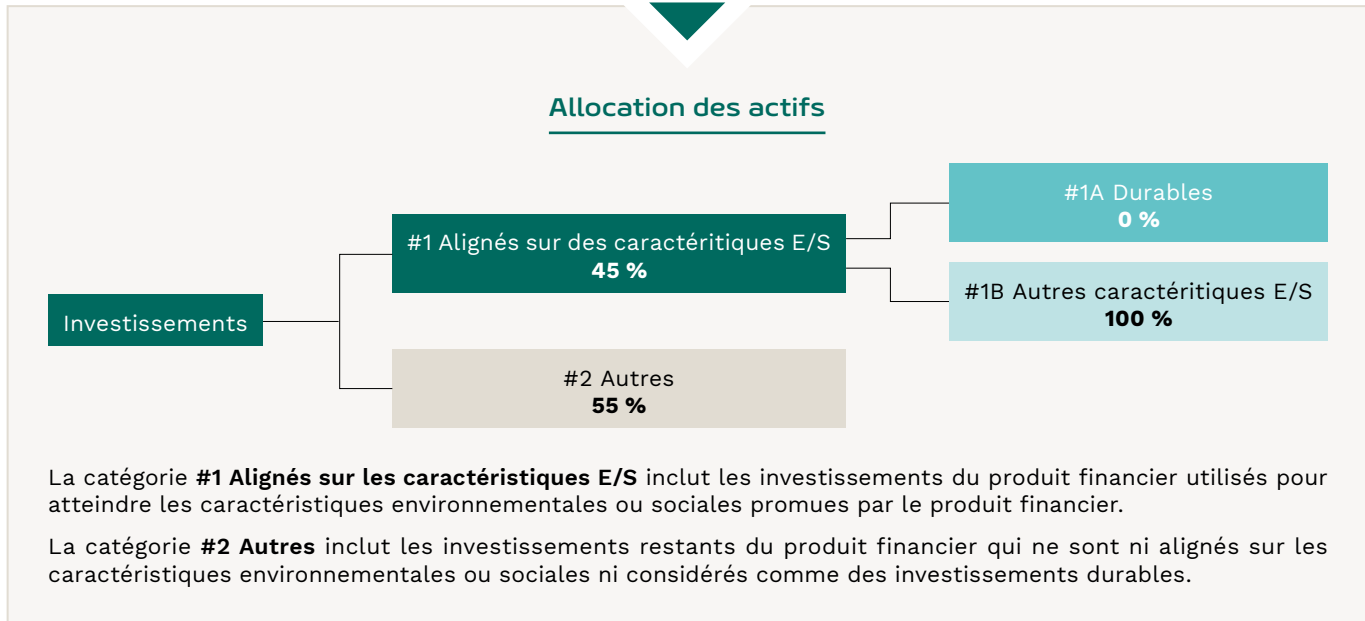 Allocation des actifs
#1A Durables
0 %
#1 Alignés sur des caractéritiques E/S
45 %
#1B Autres caractéritiques E/S
100 %
Investissements
#2 Autres
55 %
La catégorie #1 Alignés sur les caractéristiques E/S inclut les investissements du produit financier utilisés pour
atteindre les caractéristiques environnementales ou sociales promues par le produit financier.
La catégorie #2 Autres inclut les investissements restants du produit financier qui ne sont ni alignés sur les
caractéristiques environnementales ou sociales ni considérés comme des investissements durables.